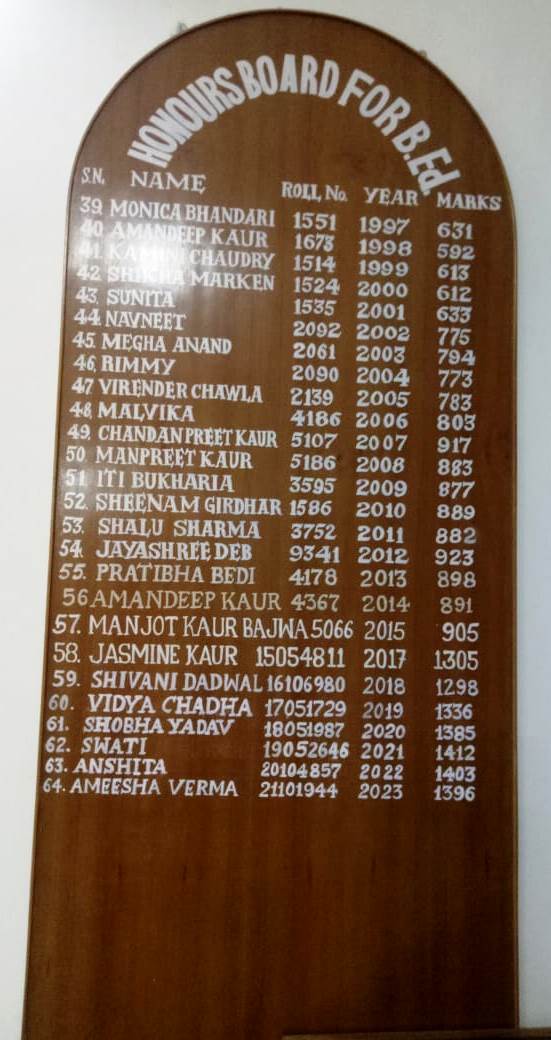 HONOURS BOARD FOR B.Ed.
S.N. NAME ROLL, No. YEAR MARKS
39. MONICA BHANDARI 1551 1997 631
40 AMANDEEP KAUR 1673 1998 592
41 KAMINI CHAUDRY 1514 1999 613
42 SHIKHA MARKEN 1524 2000 612
43. SUNITA 1535 2001 633
44. NAVNEET 2092 2002 775
45. MEGHA ANAND 2061 2003 794
46. RIMMY 2090 2004 773
47 VIRENDER CHAWLA 2139 2005 783
48. MALVIKA 4186 2006 803
49. CHANDANPREET KAUR 5107 2007 917
50 MANPREET KAUR 5186 2008 883
51. ITI BUKHARIA 3595 2009 877
52. SHEENAM GIRDHAR 1586 2010 889
53. SHALU SHARMA 3752 2011 882
54. JAYASHREE DEB 9341 2012 923
55. PRATIBHA BEDI 4178 2013 898
56 AMANDEEP KAUR 4367 2014 891
57. MANJOT KAUR BAJWA 5066 2015 905
58. JASMINE KAUR 15054811 2017 1305
59. SHIVANI DADWAL 16106980 2018 1298
60. VIDYA CHADHA 17051729 2019 1336
61. SHOBHA YADAV 18051987 2020 1385
62. SWATI 19052646 2021 1412
63. ANSHITA 20104857 2022 1403
64. AMEESHA VERMA 21101944 2023 1396